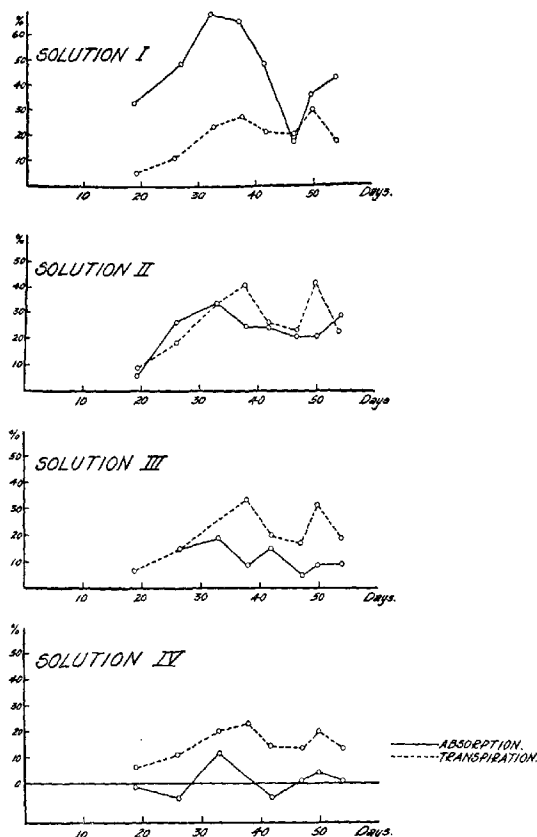 %
60
50
40
30
20
10
SOLUTION I
10 20 30 40 50 Days.
%
50
40
30
20
10
SOLUTION II
10 20 30 40 50 Days
%
50
40
30
20
10
SOLUTION III
10 20 30 40 50 Days.
%
50
40
30
20
10
0
SOLUTION IV
ABSORPTION.
TRANSPIRATION.
10 20 30 40 50 Days.